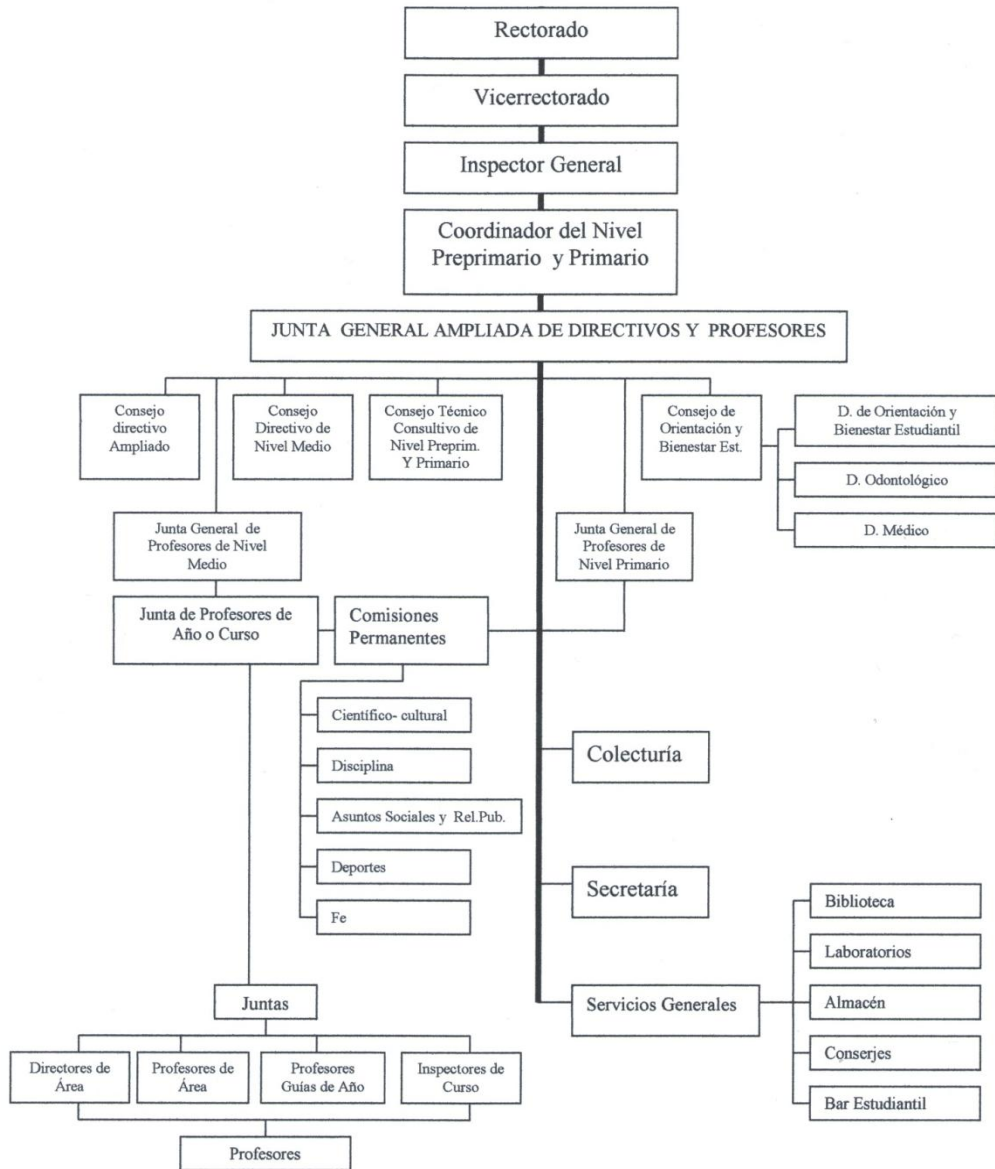 Rectorado
Vicerrectorado
Inspector General
Coordinador del Nivel
Preprimario y Primario
JUNTA GENERAL AMPLIADA DE DIRECTIVOS Y PROFESORES
Consejo
directivo
Ampliado
Consejo
Directivo de
Nivel Medio
Consejo Técnico
Consultivo de
Nivel Preprim.
Y Primario
Consejo de
Orientación y
Bienestar Est.
D. de Orientación y
Bienestar Estudiantil
D. Odontológico
D. Médico
Junta General de
Profesores de Nivel
Medio
Junta General de
Profesores de
Nivel Primario
Junta de Profesores de
Año o Curso
Comisiones
Permanentes
Científico- cultural
Disciplina
Asuntos Sociales y Rel.Pub.
Deportes
Fe
Colecturía
Secretaría
Servicios Generales
Biblioteca
Laboratorios
Almacén
Conserjes
Bar Estudiantil
Juntas
Directores de
Área
Profesores de
Área
Profesores
Guías de Año
Inspectores de
Curso
Profesores